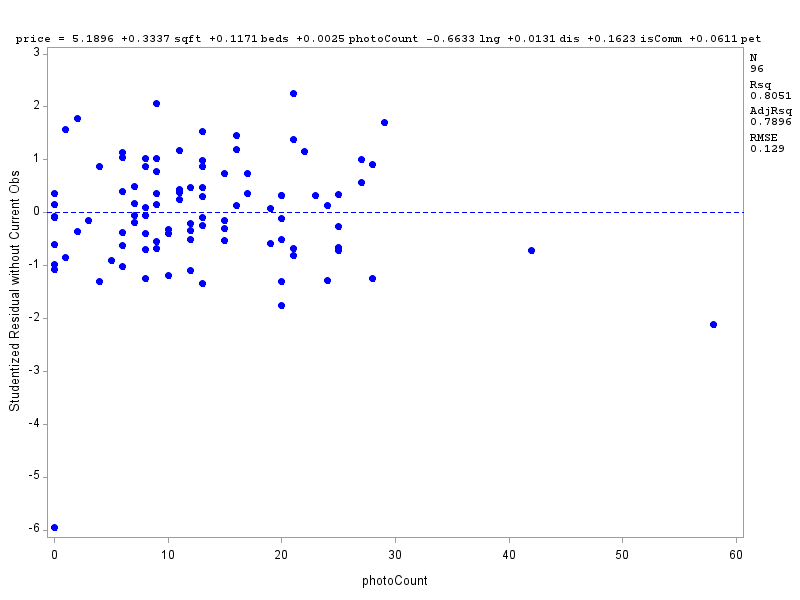 price = 5.1896 +0.3337 sqft +0.1171 beds +0.0025 photoCount -0.6633 lng +0.0131 dis +0.1623 isComm +0.0611 pet
N
96
Rsq
0.8051
AdjRsq
0.7896
RMSE
0.129
Studentized Residual without Current Obs
3
2
1
0
-1
-2
-3
-4
-5
-6
0 10 20 30 40 50 60
photoCount